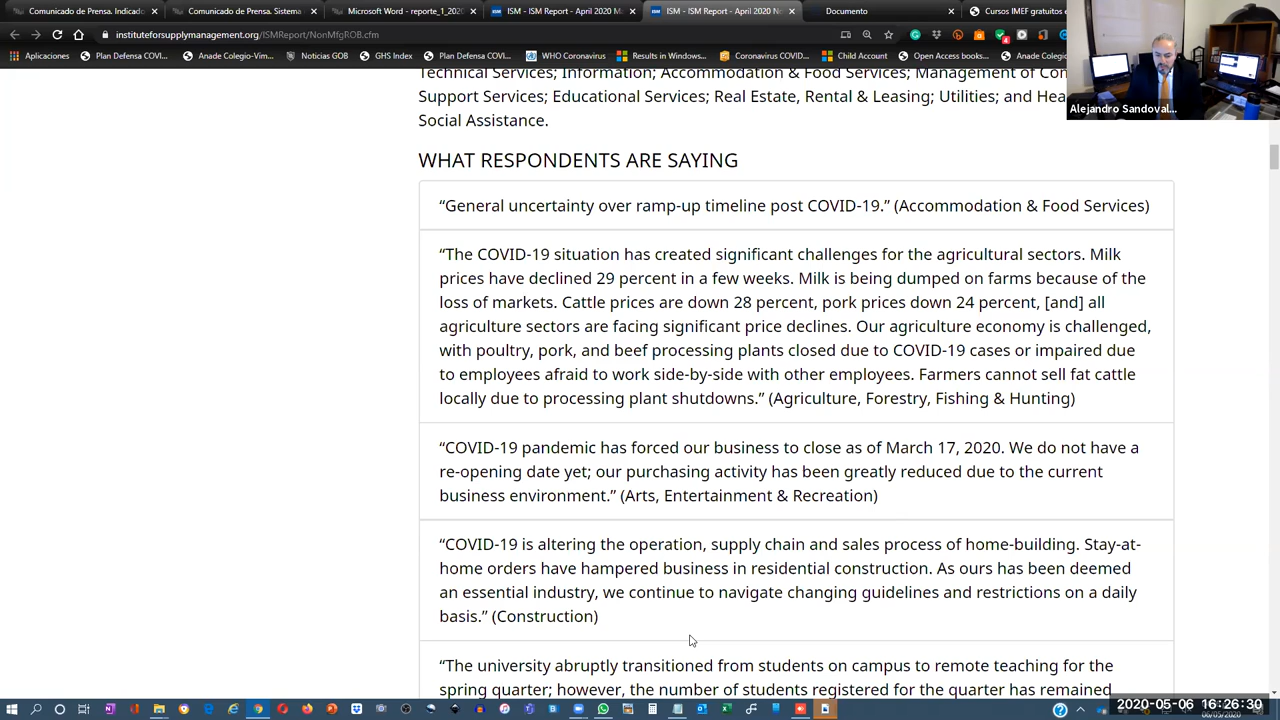 Comunicado de Prensa. Indicado
Comunicado de Prensa. Sistema
Microsoft Word - reporte_1_2020
ISM - ISM Report - April 2020 M
ISM - ISM Report - April 2020 No
Documento
Cursos IMEF gratuitos
instituteforsupplymanagement.org/ISMReport/NonMfgROB.cfm
Aplicaciones
Plan Defensa COVI...
Anade Colegio-Vim...
Noticias GOB
GHS Index
Plan Defensa COVI...
WHO Coronavirus
Results in Windows...
Coronavirus COVID...
Child Account
Open Access books...
Anade Colegi
Technical Services; Information; Accommodation & Food Services; Management of Con
Support Services; Educational Services; Real Estate, Rental & Leasing; Utilities; and Hea
Social Assistance.
Alejandro Sandoval...
WHAT RESPONDENTS ARE SAYING
“General uncertainty over ramp-up timeline post COVID-19.” (Accommodation & Food Services)
“The COVID-19 situation has created significant challenges for the agricultural sectors. Milk
prices have declined 29 percent in a few weeks. Milk is being dumped on farms because of the
loss of markets. Cattle prices are down 28 percent, pork prices down 24 percent, [and] all
agriculture sectors are facing significant price declines. Our agriculture economy is challenged,
with poultry, pork, and beef processing plants closed due to COVID-19 cases or impaired due
to employees afraid to work side-by-side with other employees. Farmers cannot sell fat cattle
locally due to processing plant shutdowns.” (Agriculture, Forestry, Fishing & Hunting)
“COVID-19 pandemic has forced our business to close as of March 17, 2020. We do not have a
re-opening date yet; our purchasing activity has been greatly reduced due to the current
business environment.” (Arts, Entertainment & Recreation)
“COVID-19 is altering the operation, supply chain and sales process of home-building. Stay-at-
home orders have hampered business in residential construction. As ours has been deemed
an essential industry, we continue to navigate changing guidelines and restrictions on a daily
basis.” (Construction)
“The university abruptly transitioned from students on campus to remote teaching for the
spring quarter; however, the number of students registered for the quarter has remained
2020-05-06 16:26:30
06/05/2020